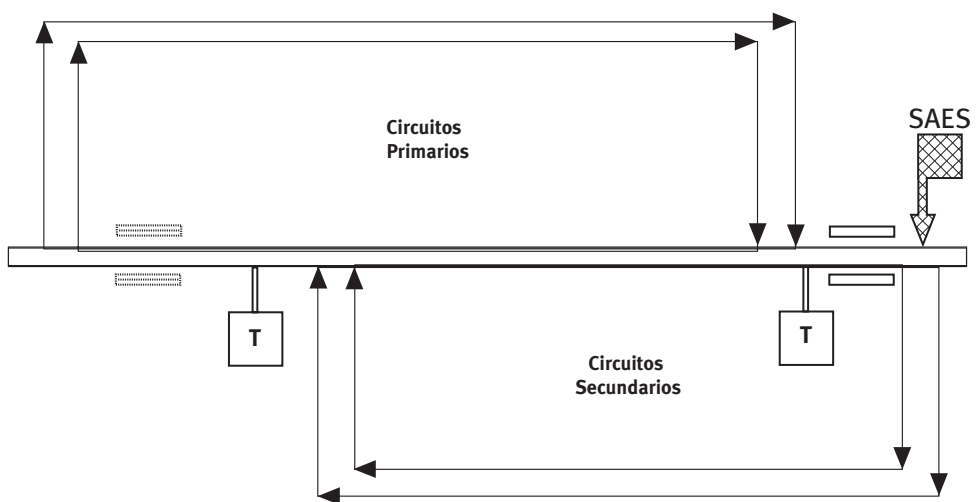 Circuitos
Primarios
SAES
T
T
Circuitos
Secundarios